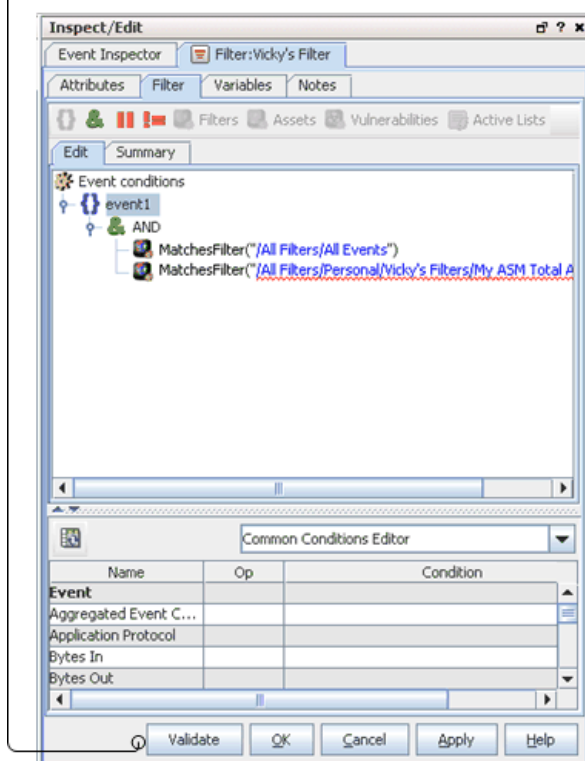 Inspect/Edit
Event Inspector Filter:Vicky's Filter
Attributes Filter Variables Notes
Filters Assets Vulnerabilities Active Lists
Edit Summary
Event conditions
event1
AND
MatchesFilter("/All Filters/All Events")
MatchesFilter("/All Filters/Personal/Vicky's Filters/My ASM Total A
Common Conditions Editor
Name Op Condition
Event
Aggregated Event C...
Application Protocol
Bytes In
Bytes Out
Validate OK Cancel Apply Help